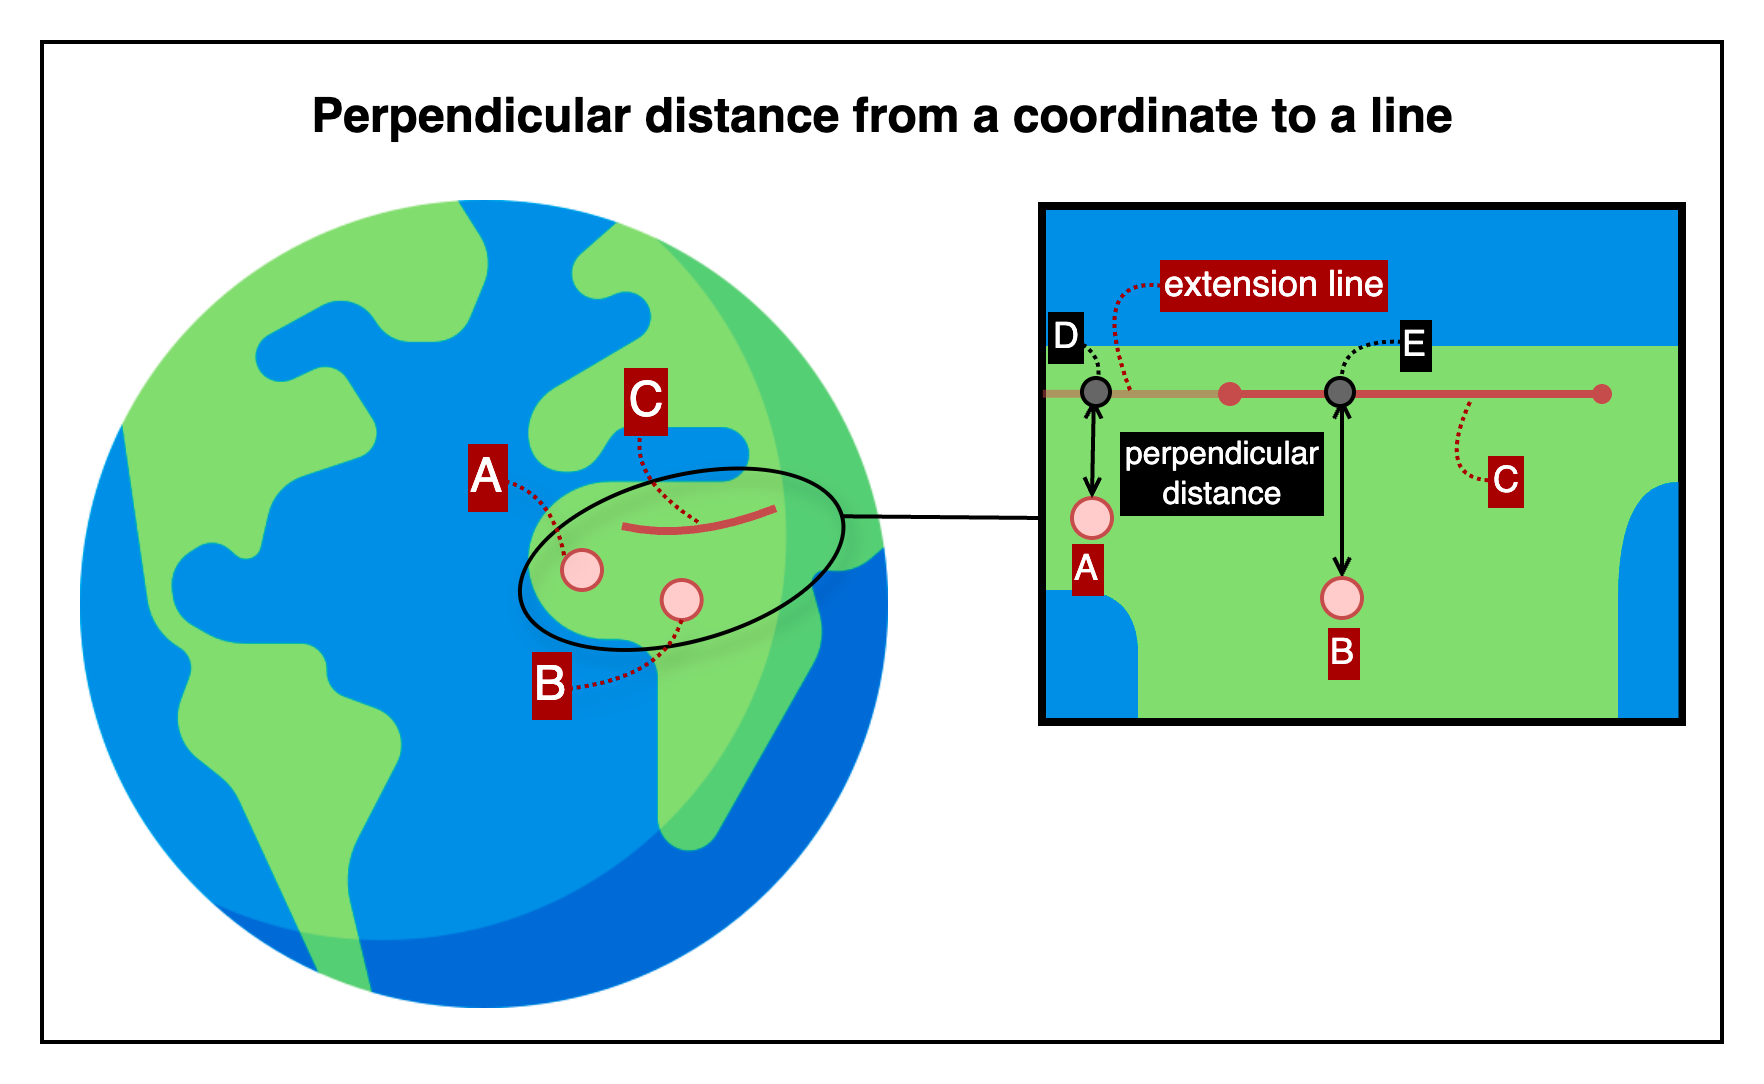 Perpendicular distance from a coordinate to a line
C
A
B
extension line
D
E
perpendicular
distance
C
A
B